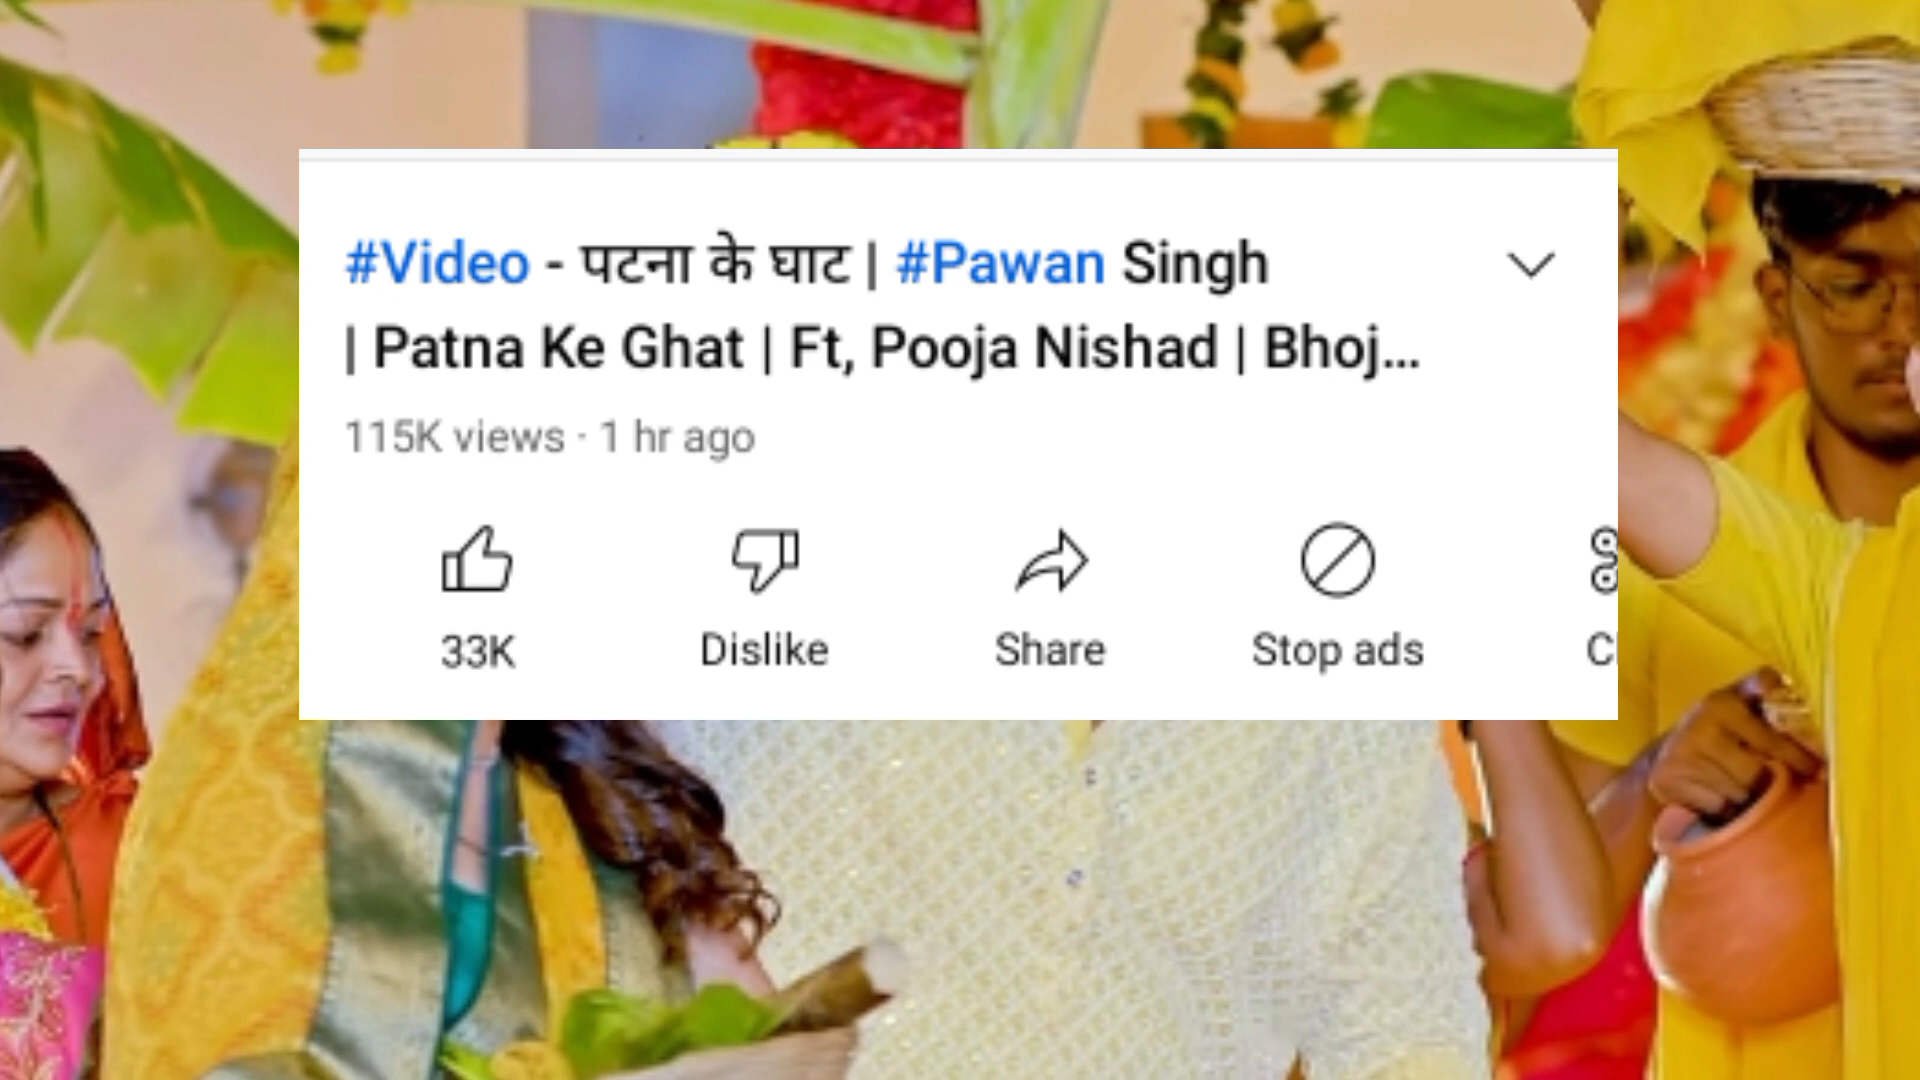 #Video - पटना के घाट | #Pawan Singh
| Patna Ke Ghat | Ft, Pooja Nishad | Bhoj...
115K views · 1 hr ago
33K Dislike Share Stop ads